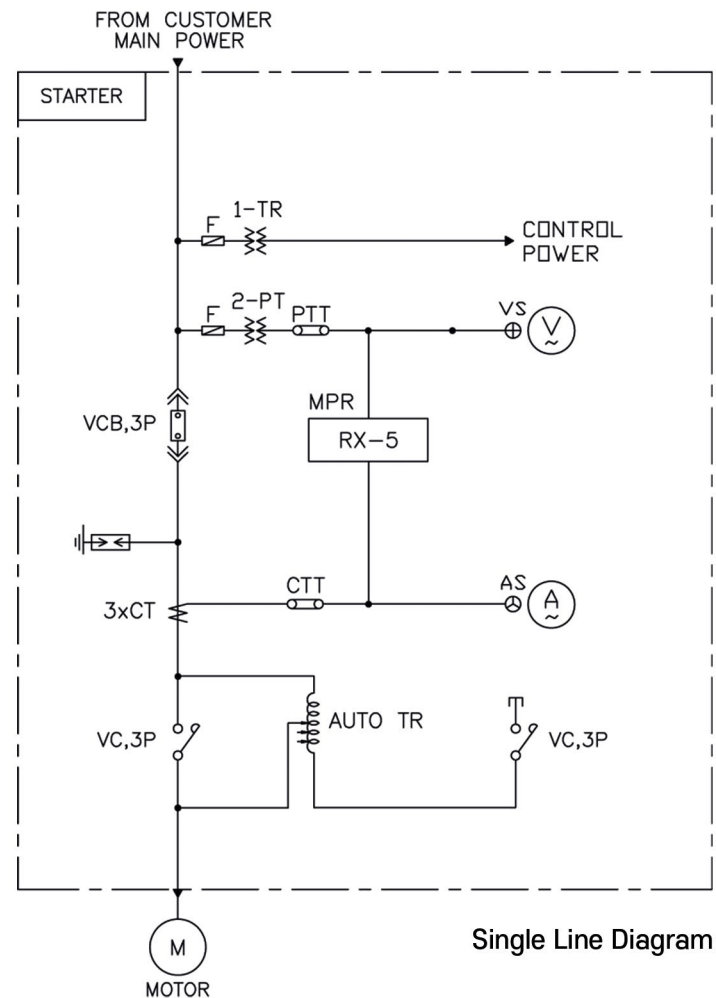 FROM CUSTOMER
MAIN POWER
STARTER
1-TR
F
CONTROL
POWER
2-PT
F
PTT
VS
V
~
VCB,3P
MPR
RX-5
CTT
AS
A
~
3xCT
AUTO TR
VC,3P
VC,3P
M
MOTOR
Single Line Diagram